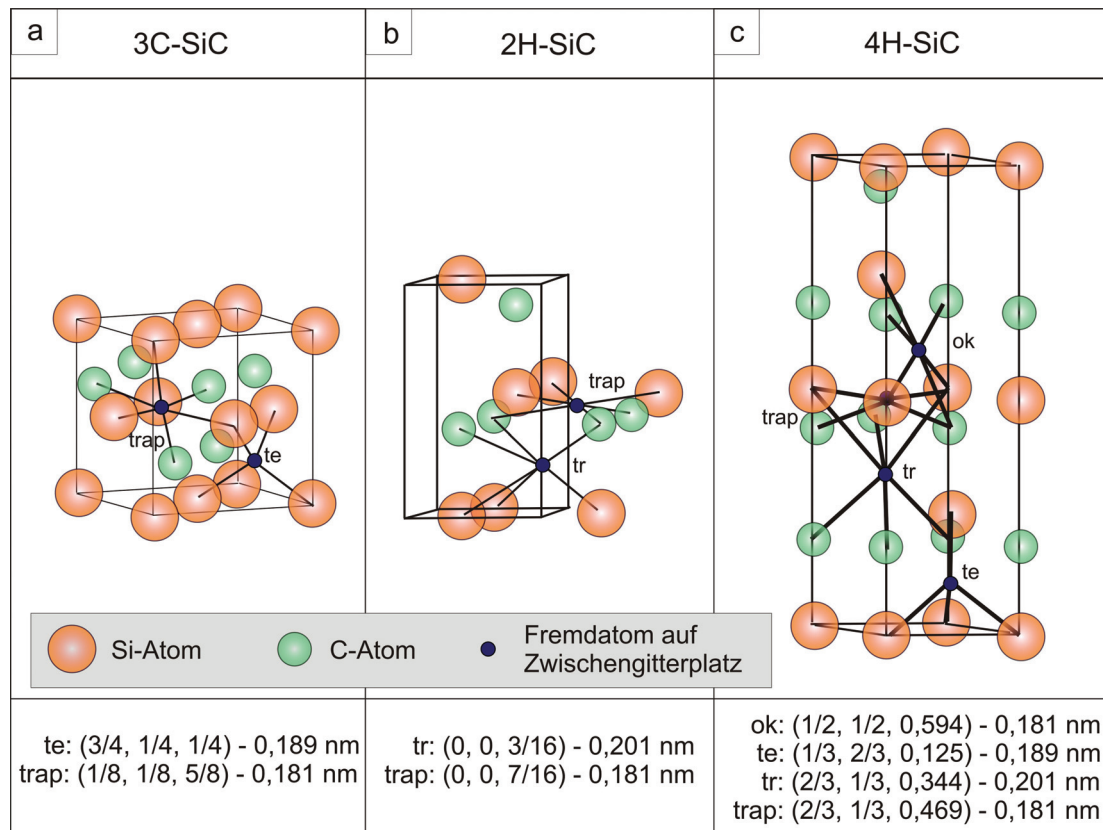 a
3C-SiC
b
2H-SiC
c
4H-SiC
trap
te
trap
tr
ok
trap
tr
te
Si-Atom
C-Atom
Fremdatom auf
Zwischengitterplatz
te: (3/4, 1/4, 1/4) - 0,189 nm
trap: (1/8, 1/8, 5/8) - 0,181 nm
tr: (0, 0, 3/16) - 0,201 nm
trap: (0, 0, 7/16) - 0,181 nm
ok: (1/2, 1/2, 0,594) - 0,181 nm
te: (1/3, 2/3, 0,125) - 0,189 nm
tr: (2/3, 1/3, 0,344) - 0,201 nm
trap: (2/3, 1/3, 0,469) - 0,181 nm